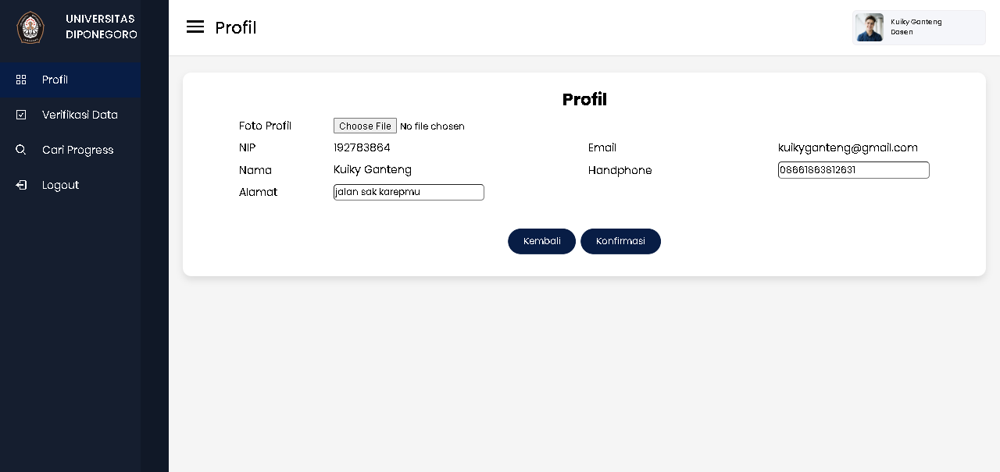 UNIVERSITAS
DIPONEGORO
Profil
Verifikasi Data
Cari Progress
Logout
Profil
Kuiky Ganteng
Dosen
Profil
Foto Profil Choose File No file chosen
NIP 192783864 Email kuikyganteng@gmail.com
Nama Kuiky Ganteng Handphone 08661863812631
Alamat jalan sak karepmu
Kembali Konfirmasi